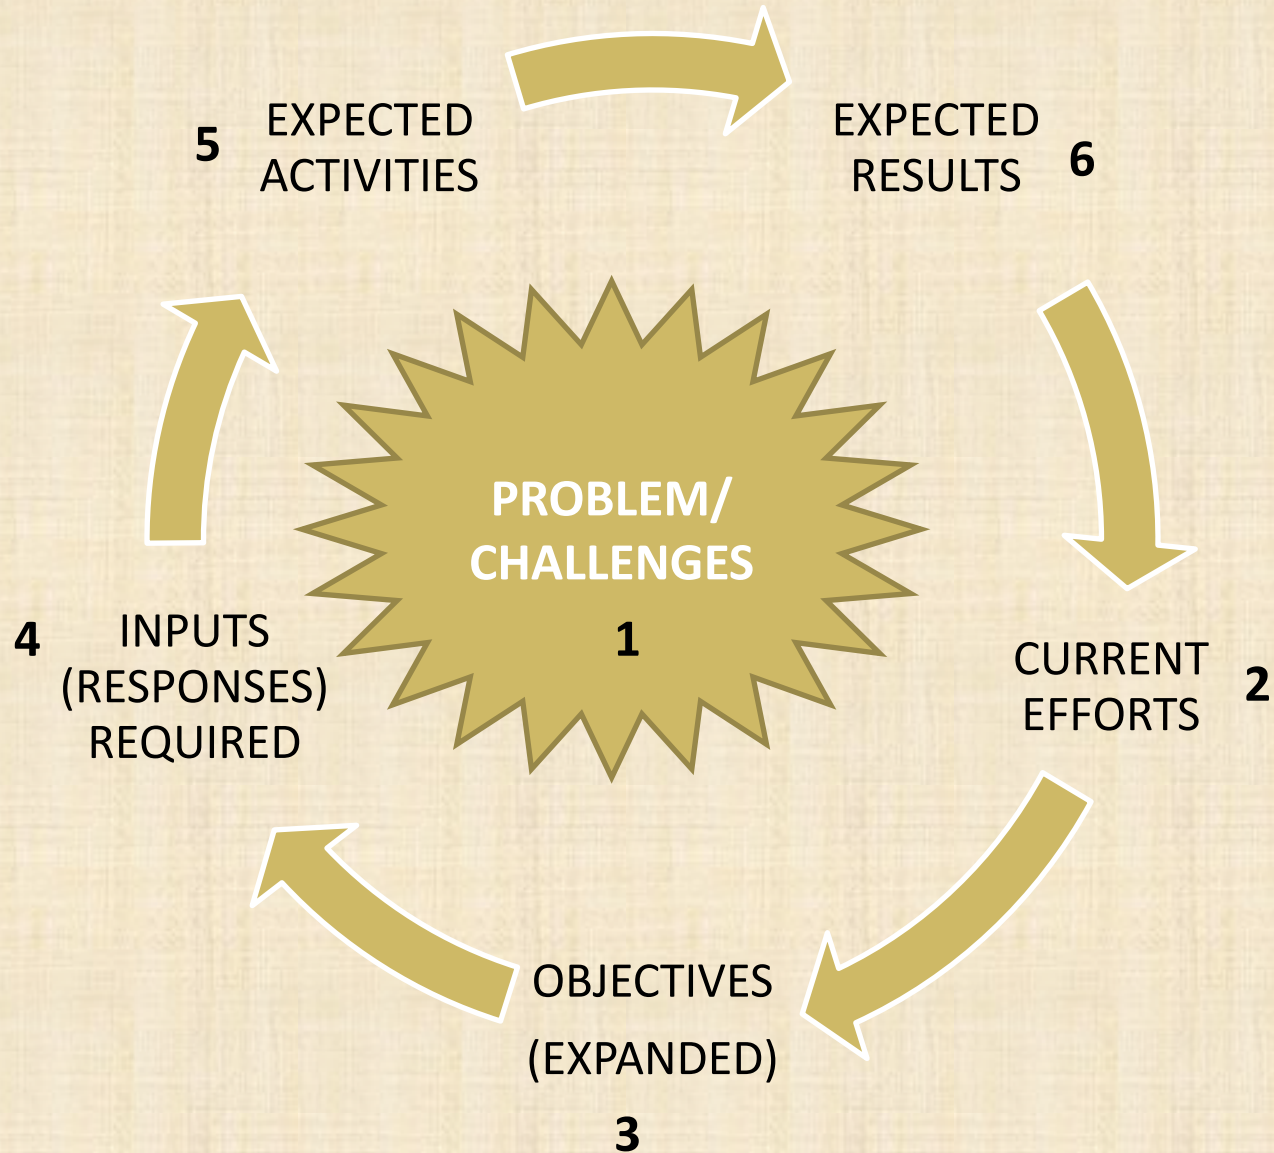 5
EXPECTED
ACTIVITIES
EXPECTED
RESULTS
6
PROBLEM/
CHALLENGES
1
4
INPUTS
(RESPONSES)
REQUIRED
CURRENT
EFFORTS
2
OBJECTIVES
(EXPANDED)
3